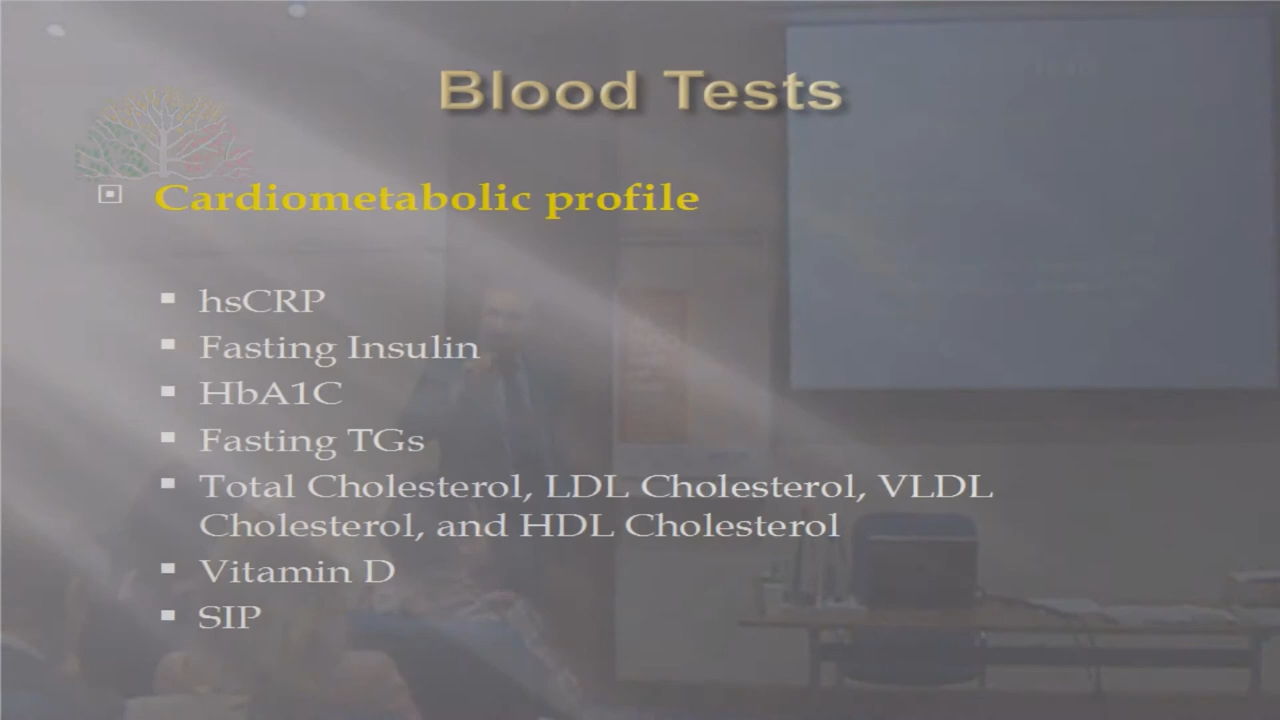 Blood Tests
Cardiometabolic profile
hsCRP
Fasting Insulin
HbA1C
Fasting TGs
Total Cholesterol, LDL Cholesterol, VLDL
Cholesterol, and HDL Cholesterol
Vitamin D
SIP